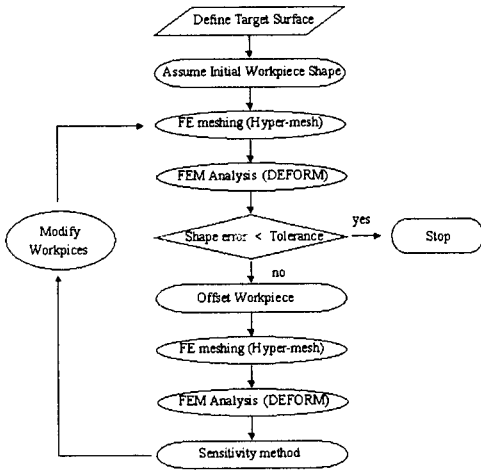 Define Target Surface
Assume Initial Workpiece Shape
FE meshing (Hyper-mesh)
FEM Analysis (DEFORM)
Shape error < Tolerance
yes
Stop
no
Modify
Workpices
Offset Workpiece
FE meshing (Hyper-mesh)
FEM Analysis (DEFORM)
Sensitivity method